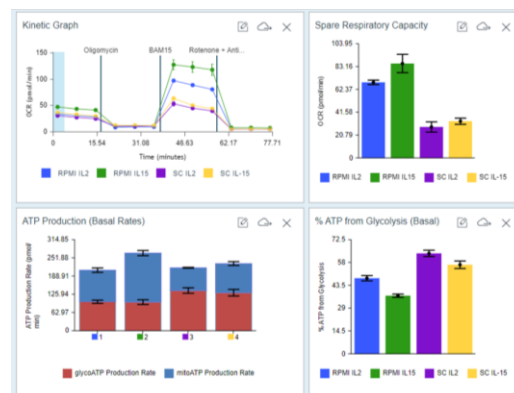 Kinetic Graph
Oligomycin BAM15 Rotenone + Anti...
150
100
50
0
OCR (pmol/min)
0 15.54 31.08 46.63 62.17 77.71
Time (minutes)
RPMI IL2 RPMI IL15 SC IL2 SC IL-15
Spare Respiratory Capacity
103.95
83.16
62.37
41.58
20.79
0
OCR (pmol/min)
RPMI IL2 RPMI IL15 SC IL2 SC IL-15
ATP Production (Basal Rates)
314.85
251.88
188.91
125.94
62.97
0
ATP Production Rate (pmol/
min)
1 2 3 4
glycoATP Production Rate mitoATP Production Rate
% ATP from Glycolysis (Basal)
72.5
58
43.5
29
14.5
0
% ATP from Glycolysis
RPMI IL2 RPMI IL15 SC IL2 SC IL-15